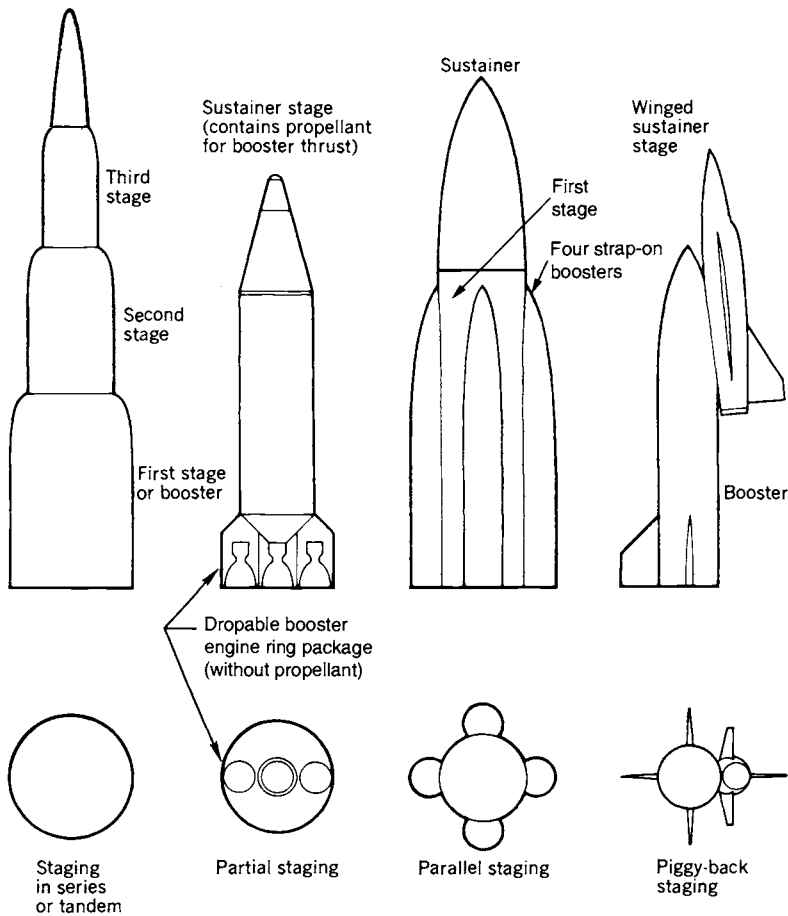 Sustainer
Sustainer stage
(contains propellant
for booster thrust)
Winged
sustainer
stage
Third
stage
First
stage
Four strap-on
boosters
Second
stage
First stage
or booster
Booster
Dropable booster
engine ring package
(without propellant)
Staging
in series
or tandem
Partial staging
Parallel staging
Piggy-back
staging